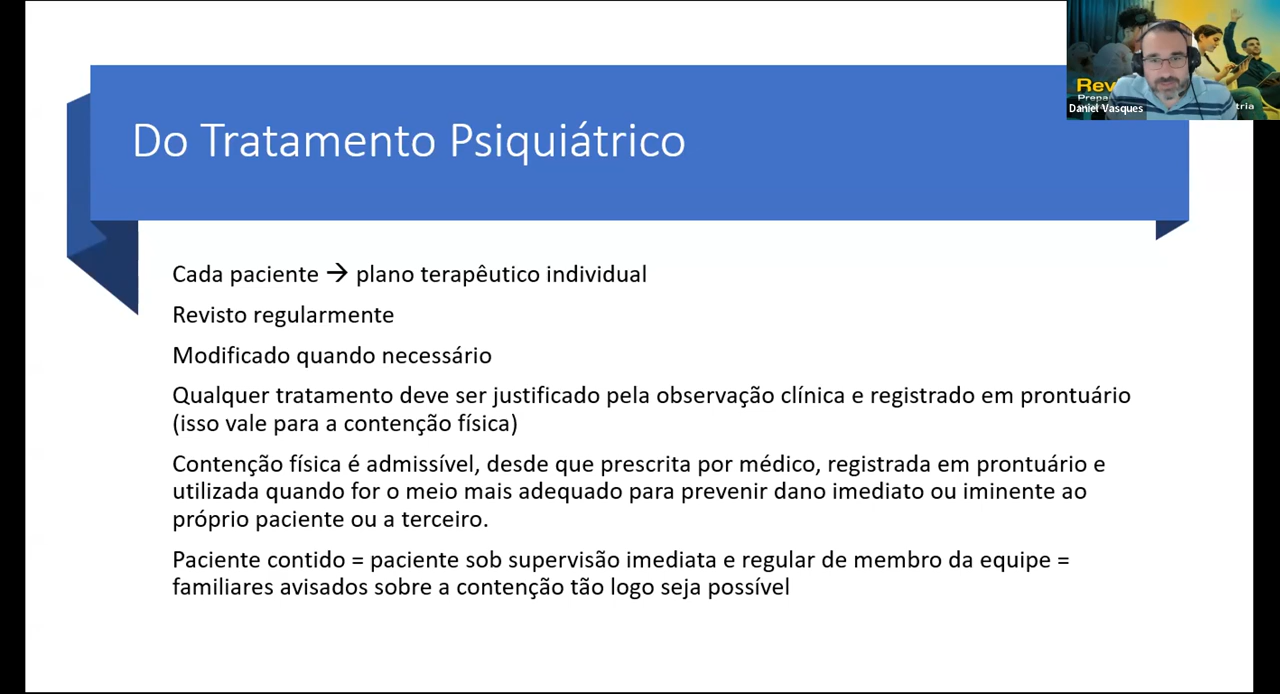 Do Tratamento Psiquiátrico
Rev
Prepa
tria
Daniel Vasques
Cada paciente → plano terapêutico individual
Revisto regularmente
Modificado quando necessário
Qualquer tratamento deve ser justificado pela observação clínica e registrado em prontuário
(isso vale para a contenção física)
Contenção física é admissível, desde que prescrita por médico, registrada em prontuário e
utilizada quando for o meio mais adequado para prevenir dano imediato ou iminente ao
próprio paciente ou a terceiro.
Paciente contido = paciente sob supervisão imediata e regular de membro da equipe =
familiares avisados sobre a contenção tão logo seja possível